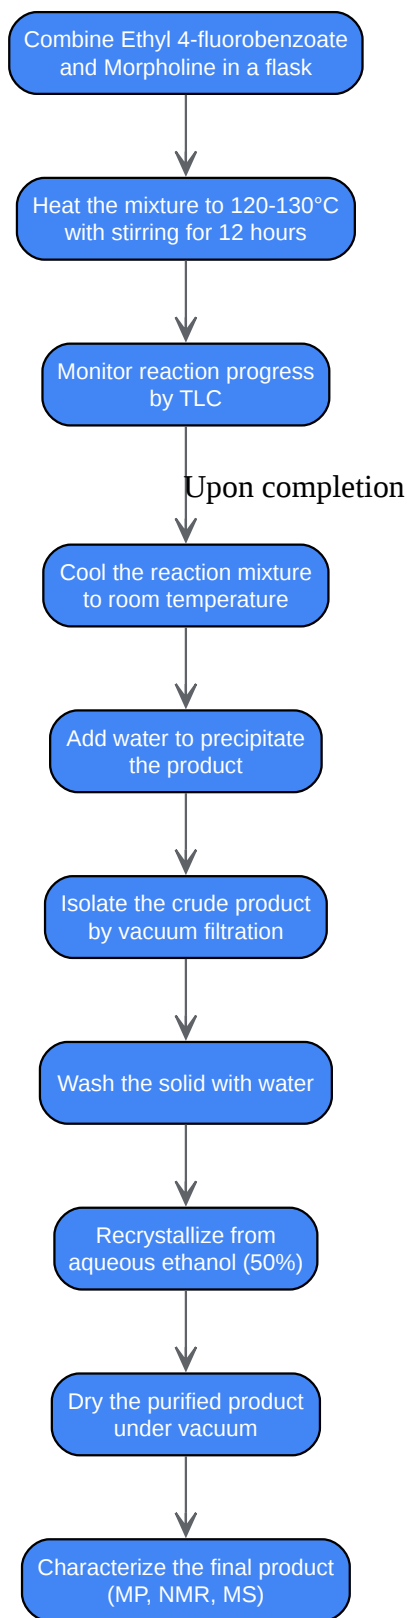 Combine Ethyl 4-fluorobenzoate
and Morpholine in a flask
Heat the mixture to 120-130°C
with stirring for 12 hours
Monitor reaction progress
by TLC
Upon completion
Cool the reaction mixture
to room temperature
Add water to precipitate
the product
Isolate the crude product
by vacuum filtration
Wash the solid with water
Recrystallize from
aqueous ethanol (50%)
Dry the purified product
under vacuum
Characterize the final product
(MP, NMR, MS)